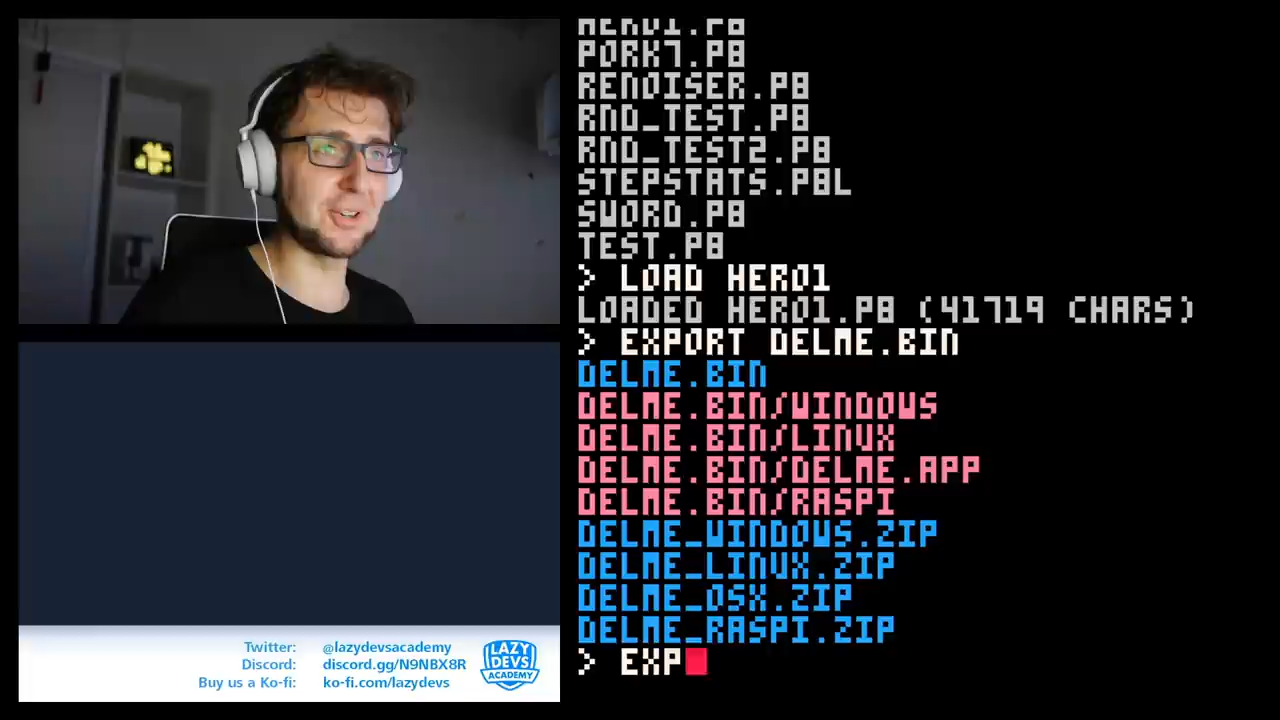 HERO1.P8
PORK7.P8
RENOISER.P8
RND_TEST.P8
RND_TEST2.P8
STEPSTATS.P8L
SWORD.P8
TEST.P8
> LOAD HERO1
LOADED HERO1.P8 (41719 CHARS)
> EXPORT DELME.BIN
DELME.BIN
DELME.BIN/WINDOWS
DELME.BIN/LINUX
DELME.BIN/DELME.APP
DELME.BIN/RASPI
DELME_WINDOWS.ZIP
DELME_LINUX.ZIP
DELME_OSX.ZIP
DELME_RASPI.ZIP
> EXP
Twitter: @lazydevsacademy
Discord: discord.gg/N9NBX8R
Buy us a Ko-fi: ko-fi.com/lazydevs
LAZY
DEVS
ACADEMY